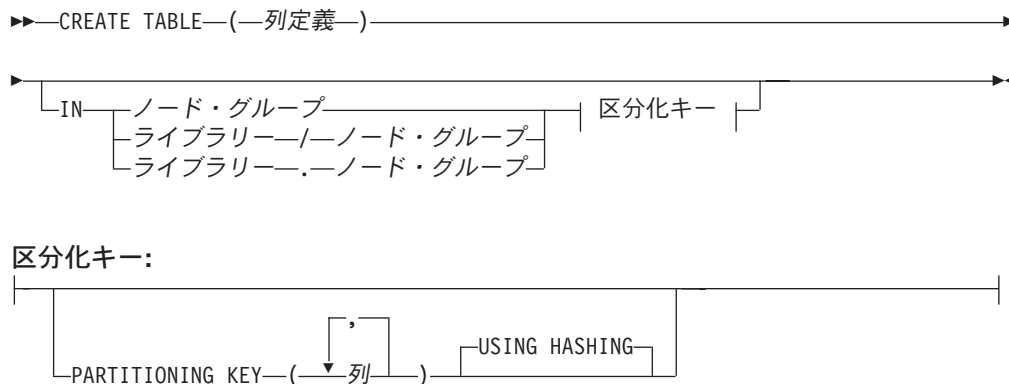 CREATE TABLE ( 列定義 )
IN ノード・グループ 区分化キー
ライブラリー / ノード・グループ
ライブラリー . ノード・グループ
区分化キー:
,
USING HASHING
PARTITIONING KEY ( 列 )